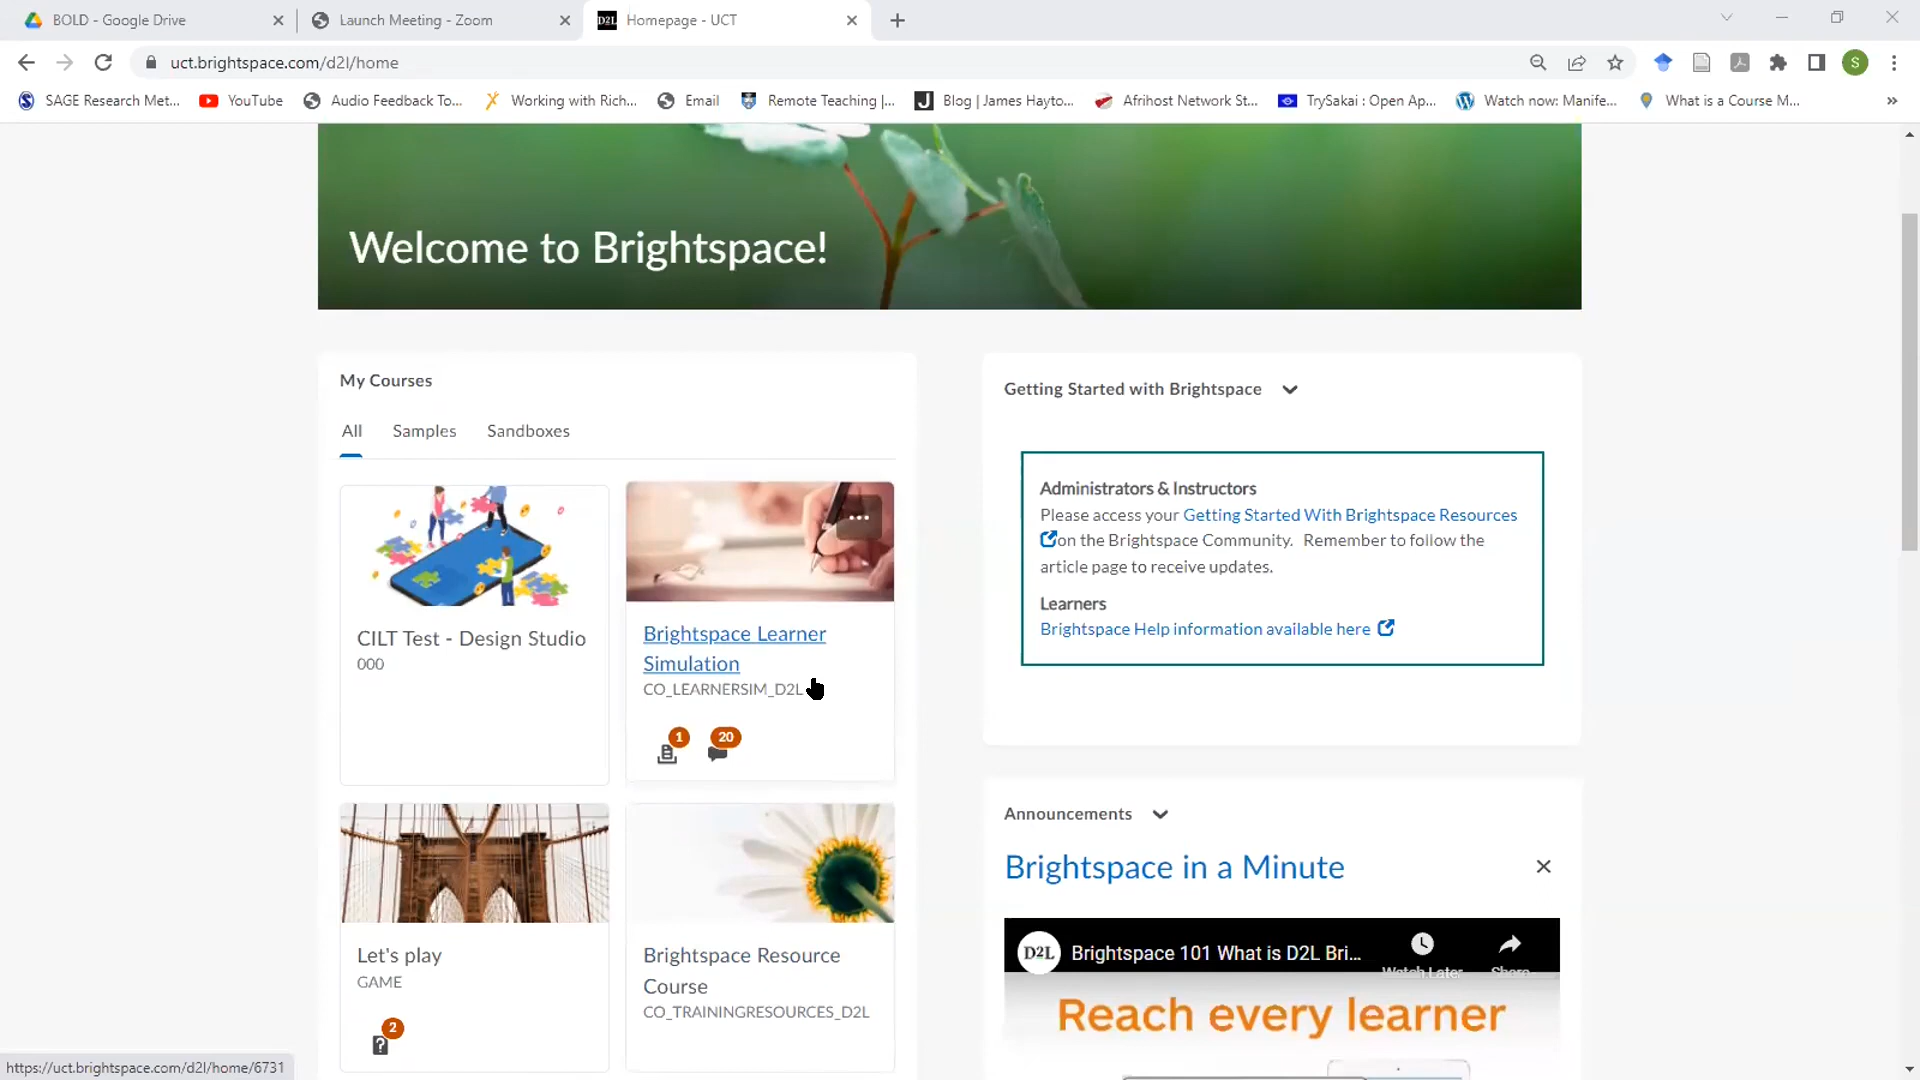 BOLD - Google Drive
Launch Meeting - Zoom
D2L Homepage - UCT
uct.brightspace.com/d2l/home
S
SAGE Research Met...
YouTube
Audio Feedback To...
Working with Rich...
Email
Remote Teaching |...
Blog | James Hayto...
Afrihost Network St...
TrySakai : Open Ap...
Watch now: Manife...
What is a Course M...
»
Welcome to Brightspace!
My Courses
All Samples Sandboxes
CILT Test - Design Studio
000
Brightspace Learner
Simulation
CO_LEARNERSIM_D2L
1 20
Let's play
GAME
2
Brightspace Resource
Course
CO_TRAININGRESOURCES_D2L
Getting Started with Brightspace
Administrators & Instructors
Please access your Getting Started With Brightspace Resources
on the Brightspace Community. Remember to follow the
article page to receive updates.
Learners
Brightspace Help information available here
Announcements
Brightspace in a Minute
D2L Brightspace 101 What is D2L Bri...
Watch Later Share
Reach every learner
https://uct.brightspace.com/d2l/home/6731